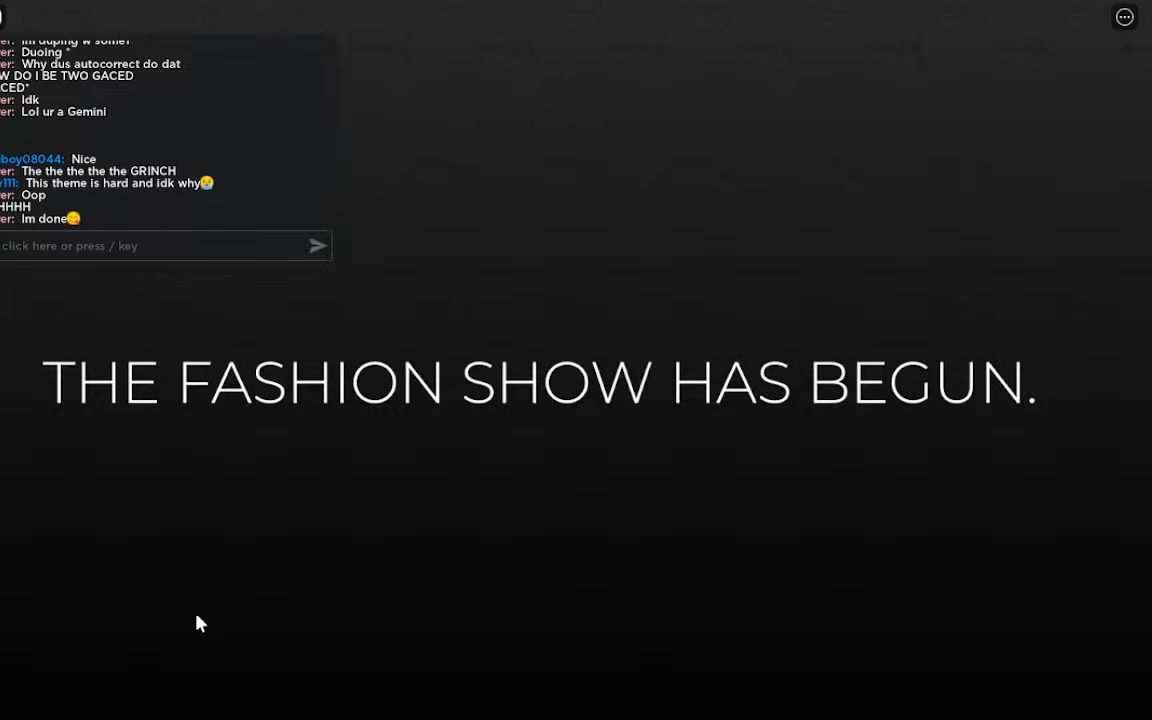 er: Im duping w some?
er: Duoing *
er: Why dus autocorrect do dat
W DO I BE TWO GACED
CED*
er: Idk
er: Lol ur a Gemini
boy08044: Nice
er: The the the the the GRINCH
111: This theme is hard and idk why😭
er: Oop
HHHH
er: Im done😋
click here or press / key
THE FASHION SHOW HAS BEGUN.